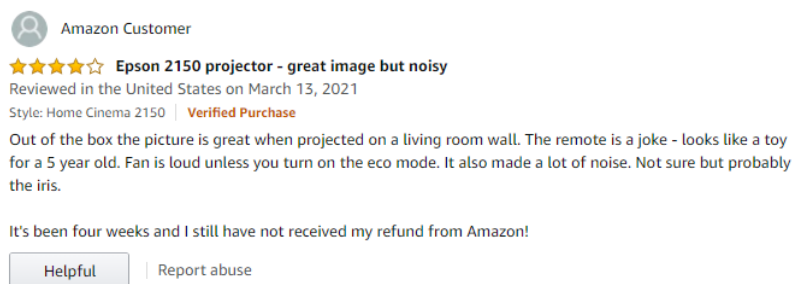 Amazon Customer
Epson 2150 projector - great image but noisy
Reviewed in the United States on March 13, 2021
Style: Home Cinema 2150 Verified Purchase
Out of the box the picture is great when projected on a living room wall. The remote is a joke - looks like a toy
for a 5 year old. Fan is loud unless you turn on the eco mode. It also made a lot of noise. Not sure but probably
the iris.
It's been four weeks and I still have not received my refund from Amazon!
Helpful Report abuse